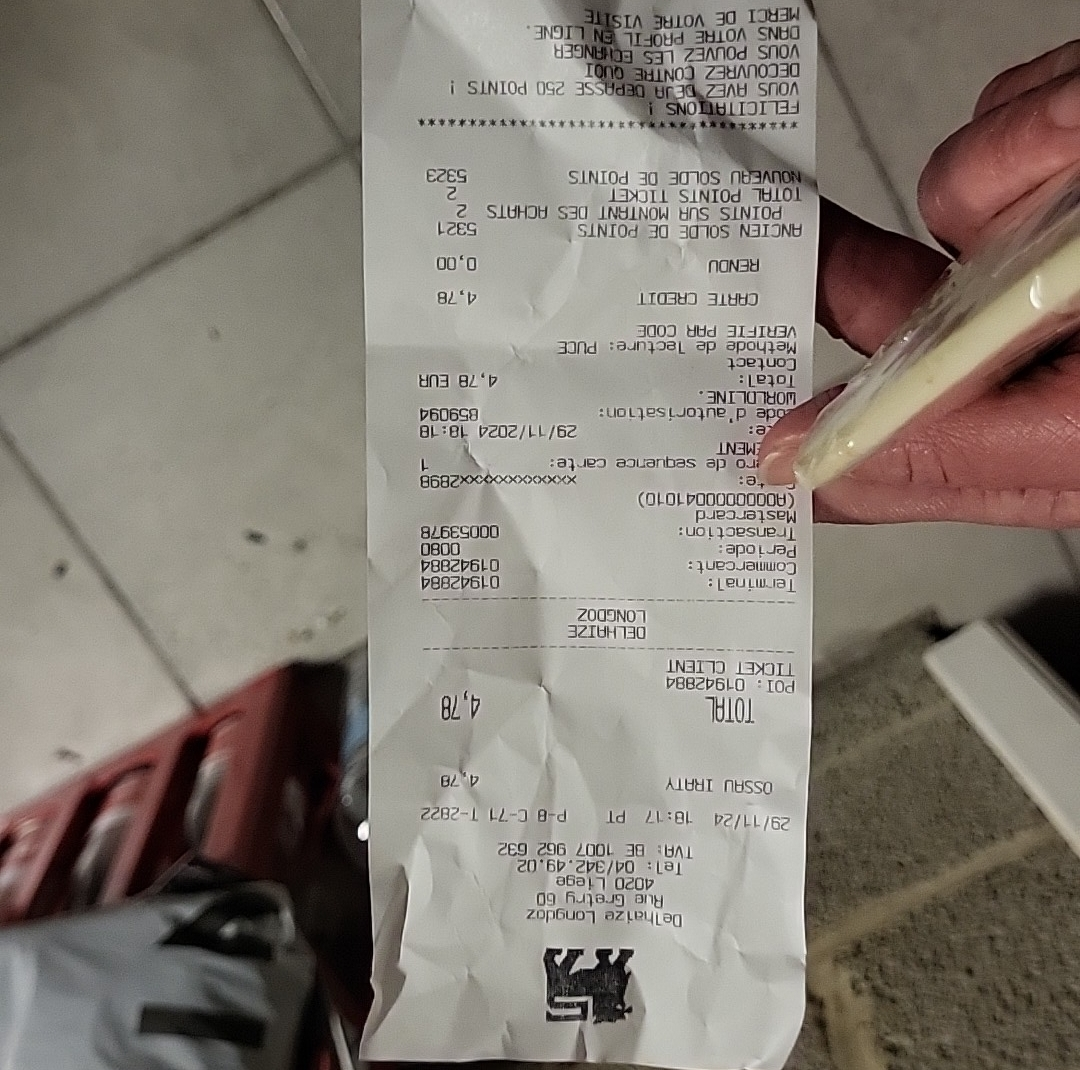 Delhaize Longdoz
Rue Gretry 60
4020 Liege
Tel: 04/342.49.02
TVA: BE 1007 962 632
29/11/24 18:17 PT P-8 C-71 T-2822
OSSAU IRATY 4,78
TOTAL 4,78
POI: 01942884
TICKET CLIENT
--------------------------------
DELHAIZE
LONGDOZ
--------------------------------
Terminal: 01942884
Commercant: 01942884
Periode: 0080
Transaction: 00053978
Mastercard
(A0000000041010)
te: xxxxxxxxxxxx2898
ro de sequence carte: 1
EMENT
te: 29/11/2024 18:18
ode d'autorisation: 859094
WORLDLINE.
Total: 4,78 EUR
Contact
Methode de lecture: PUCE
VERIFIE PAR CODE
CARTE CREDIT 4,78
RENDU 0,00
ANCIEN SOLDE DE POINTS 5321
POINTS SUR MONTANT DES ACHATS 2
TOTAL POINTS TICKET 2
NOUVEAU SOLDE DE POINTS 5323
********************************
FELICITATIONS !
VOUS AVEZ DEJA DEPASSE 250 POINTS !
DECOUVREZ CONTRE QUOI
VOUS POUVEZ LES ECHANGER
DANS VOTRE PROFIL EN LIGNE.
MERCI DE VOTRE VISITE